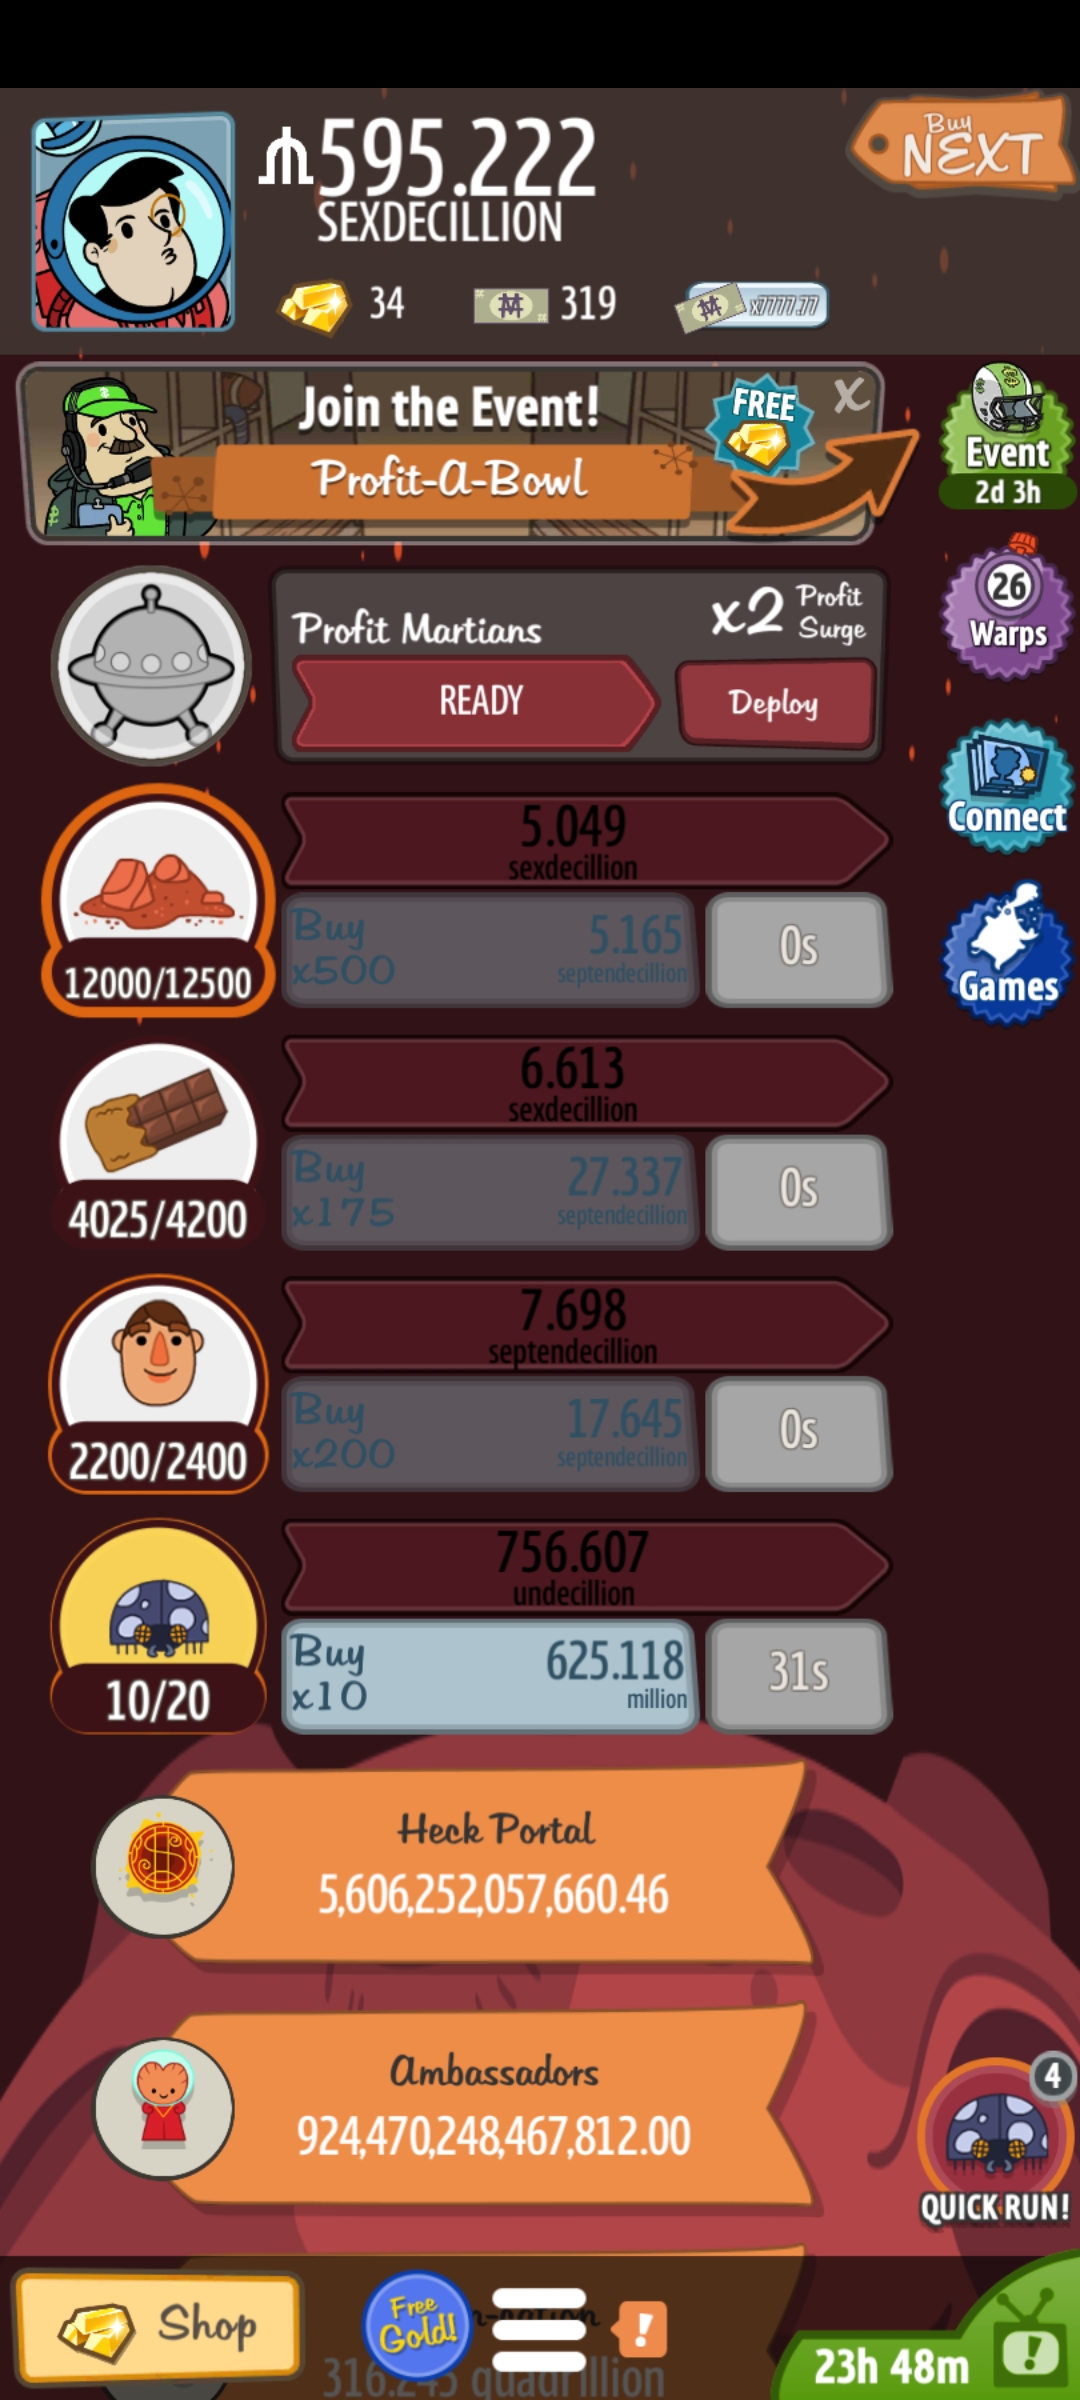 595.222
SEXDECILLION
Buy
NEXT
34
319
x7777.77
Join the Event!
Profit-A-Bowl
FREE
Event
2d 3h
26
Warps
Profit Martians
x2 Profit
Surge
READY
Deploy
Connect
5.049
sexdecillion
Buy
x500
5.165
septendecillion
0s
12000/12500
Games
6.613
sexdecillion
Buy
x175
27.337
septendecillion
0s
4025/4200
7.698
septendecillion
Buy
x200
17.645
septendecillion
0s
2200/2400
756.607
undecillion
Buy
x10
625.118
million
31s
10/20
Heck Portal
5,606,252,057,660.46
Ambassadors
924,470,248,467,812.00
4
QUICK RUN!
Shop
Free
Gold!
!
316.245 quadrillion
23h 48m
!